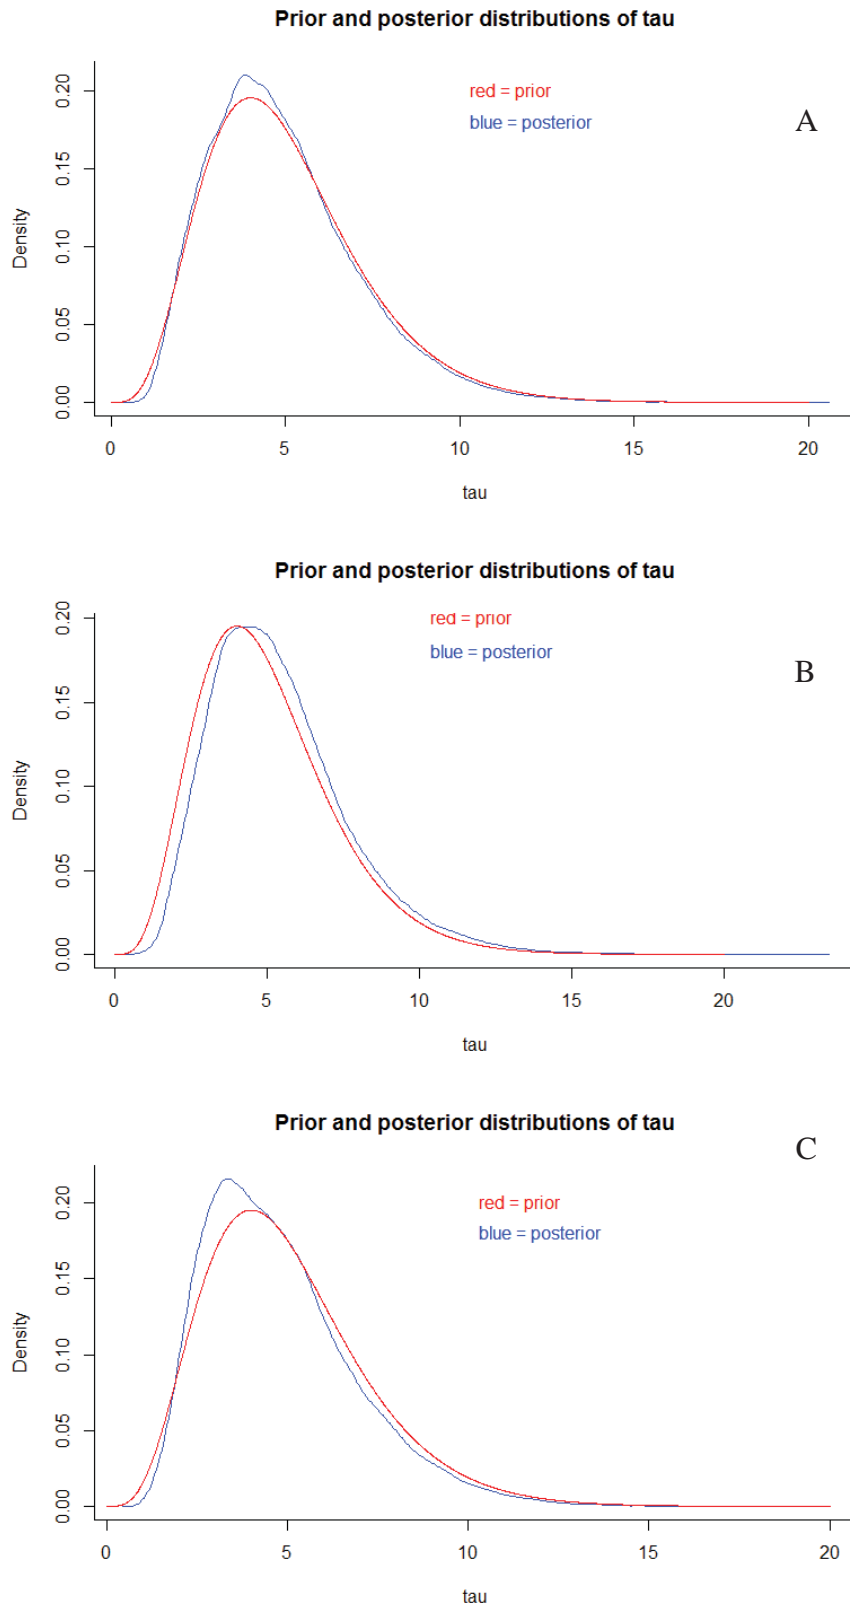 Prior and posterior distributions of tau
red = prior
blue = posterior
A
Density
0.00 0.05 0.10 0.15 0.20
0 5 10 15 20
tau
Prior and posterior distributions of tau
red = prior
blue = posterior
B
Density
0.00 0.05 0.10 0.15 0.20
0 5 10 15 20
tau
Prior and posterior distributions of tau
C
red = prior
blue = posterior
Density
0.00 0.05 0.10 0.15 0.20
0 5 10 15 20
tau